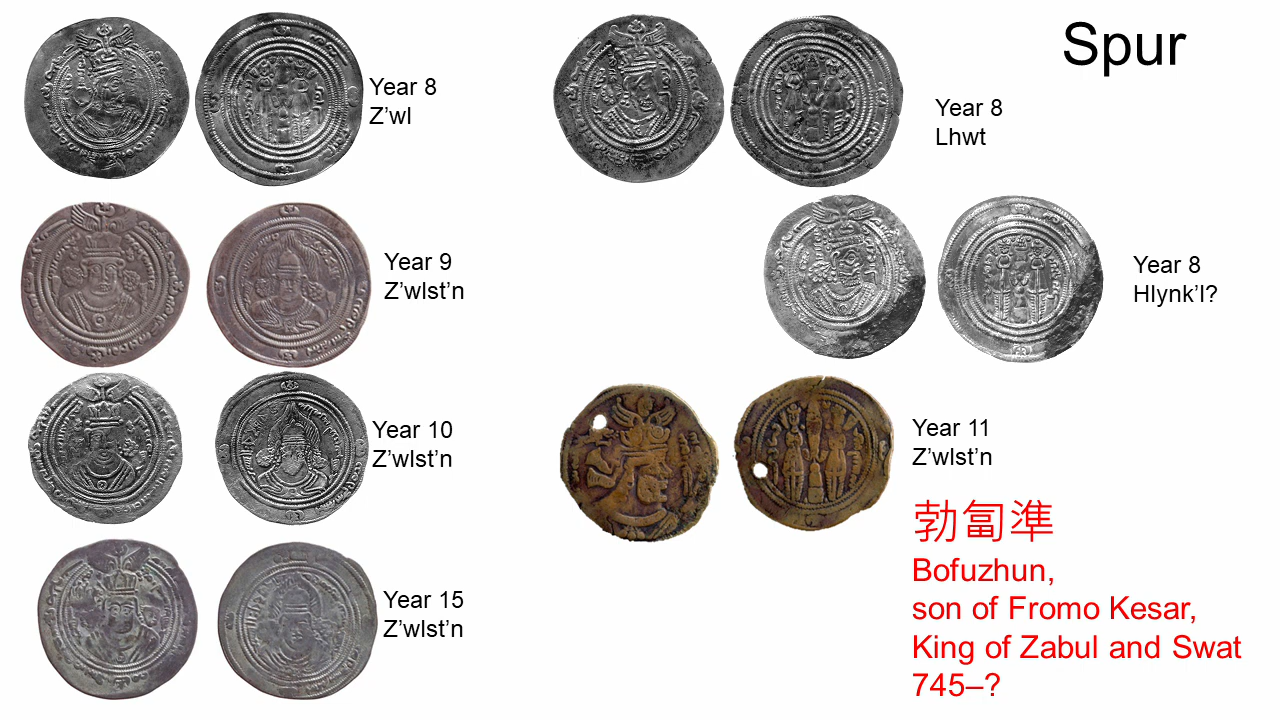 Spur
Year 8
Z’wl
Year 8
Lhwt
Year 9
Z’wlst’n
Year 8
Hlynk’l?
Year 10
Z’wlst’n
Year 11
Z’wlst’n
Year 15
Z’wlst’n
勃匐準
Bofuzhun,
son of Fromo Kesar,
King of Zabul and Swat
745–?